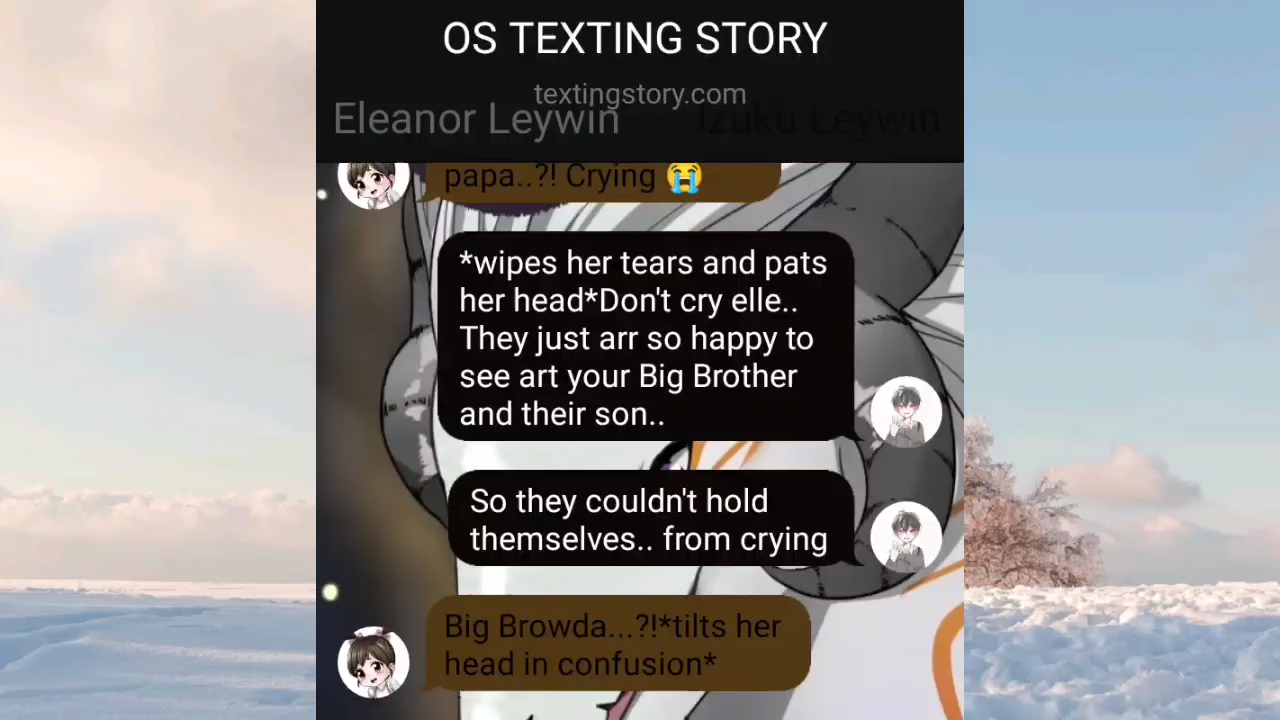 OS TEXTING STORY
textingstory.com
Eleanor Leywin
Izuku Leywin
papa..?! Crying 😭
*wipes her tears and pats
her head*Don't cry elle..
They just arr so happy to
see art your Big Brother
and their son..
So they couldn't hold
themselves.. from crying
Big Browda...?!*tilts her
head in confusion*